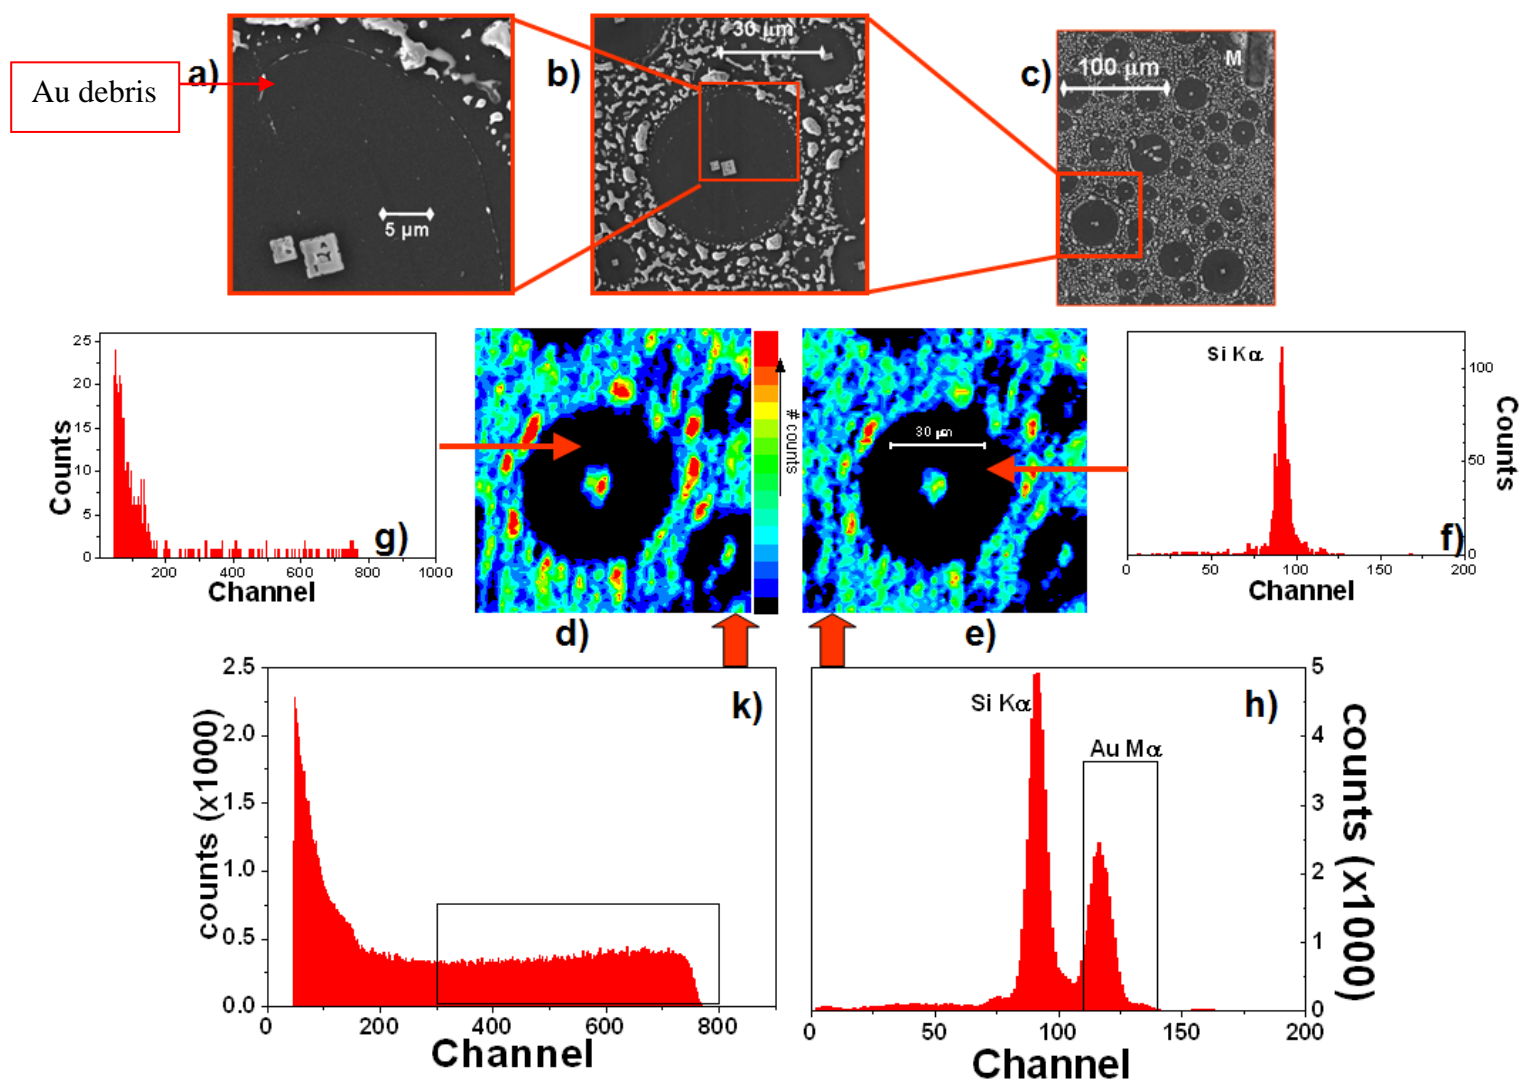 Au debris
a)
5 µm
b)
30 µm
c)
100 µm
M
25
20
15
10
5
0
Counts
200
400
600
800
1000
Channel
g)
d)
# counts
30 µm
e)
Si Kα
100
50
0
Counts
0
50
100
150
200
Channel
f)
2.5
2.0
1.5
1.0
0.5
0.0
counts (x1000)
0
200
400
600
800
Channel
k)
Si Kα
Au Mα
h)
5
4
3
2
1
0
counts (x1000)
0
50
100
150
200
Channel